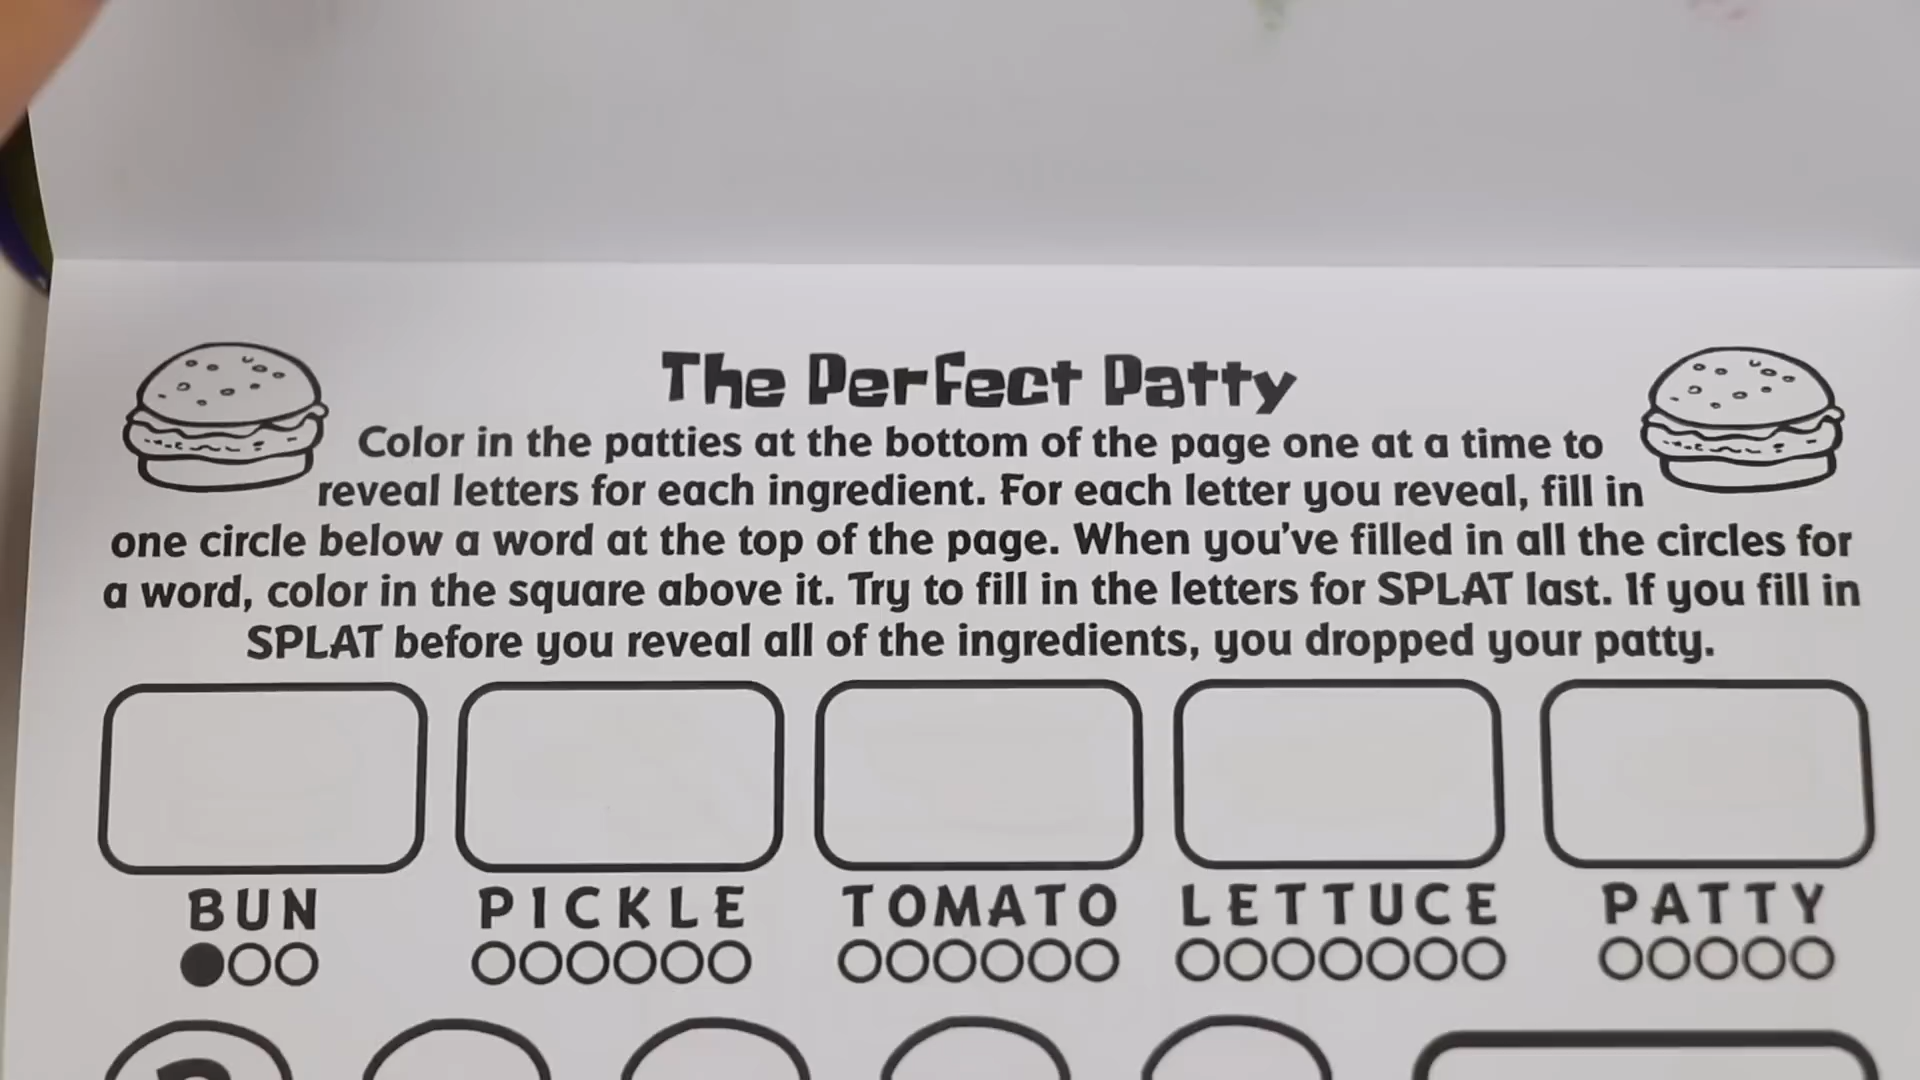 The Perfect Patty
Color in the patties at the bottom of the page one at a time to
reveal letters for each ingredient. For each letter you reveal, fill in
one circle below a word at the top of the page. When you've filled in all the circles for
a word, color in the square above it. Try to fill in the letters for SPLAT last. If you fill in
SPLAT before you reveal all of the ingredients, you dropped your patty.
BUN PICKLE TOMATO LETTUCE PATTY